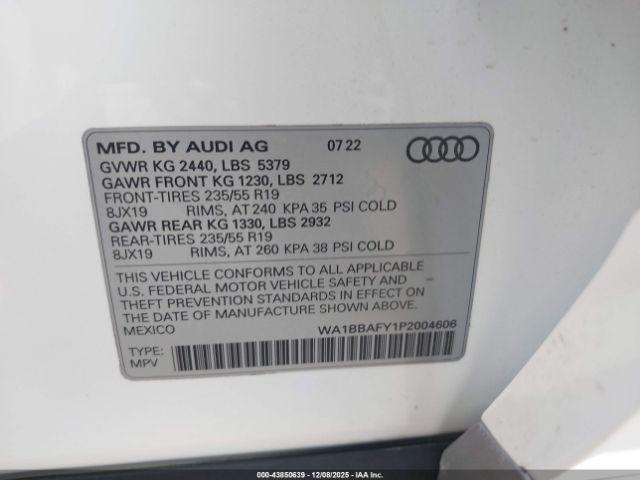 MFD. BY AUDI AG 07 22
GVWR KG 2440, LBS 5379
GAWR FRONT KG 1230, LBS 2712
FRONT-TIRES 235/55 R19
8JX19 RIMS, AT 240 KPA 35 PSI COLD
GAWR REAR KG 1330, LBS 2932
REAR-TIRES 235/55 R19
8JX19 RIMS, AT 260 KPA 38 PSI COLD
THIS VEHICLE CONFORMS TO ALL APPLICABLE
U.S. FEDERAL MOTOR VEHICLE SAFETY AND
THEFT PREVENTION STANDARDS IN EFFECT ON
THE DATE OF MANUFACTURE SHOWN ABOVE.
MEXICO WA1BBAFY1P2004606
TYPE:
MPV
000-43850639 | 12/08/2025 | IAA, Inc.